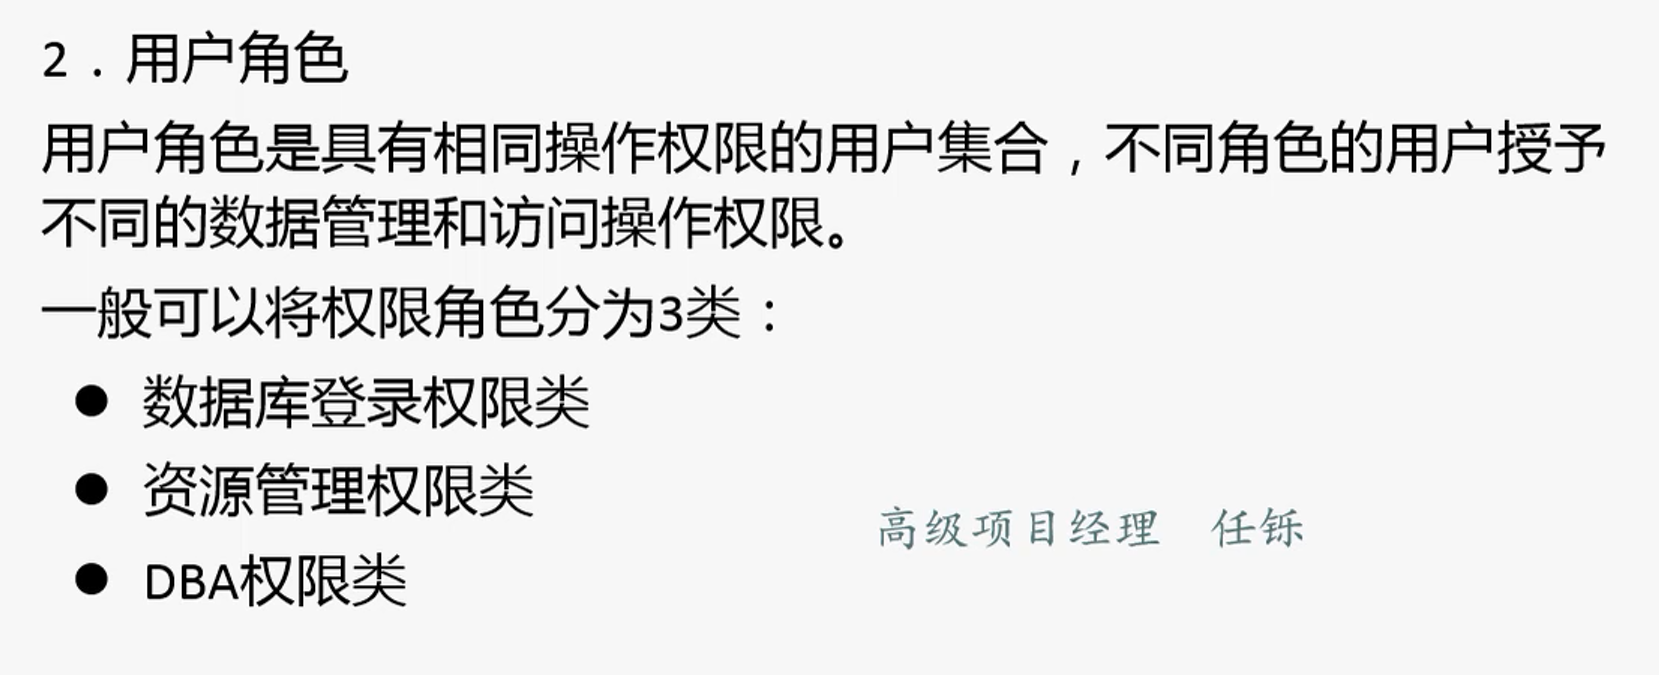 2．用户角色
用户角色是具有相同操作权限的用户集合，不同角色的用户授予
不同的数据管理和访问操作权限。
一般可以将权限角色分为3类：
● 数据库登录权限类
● 资源管理权限类
高级项目经理 任铄
● DBA权限类